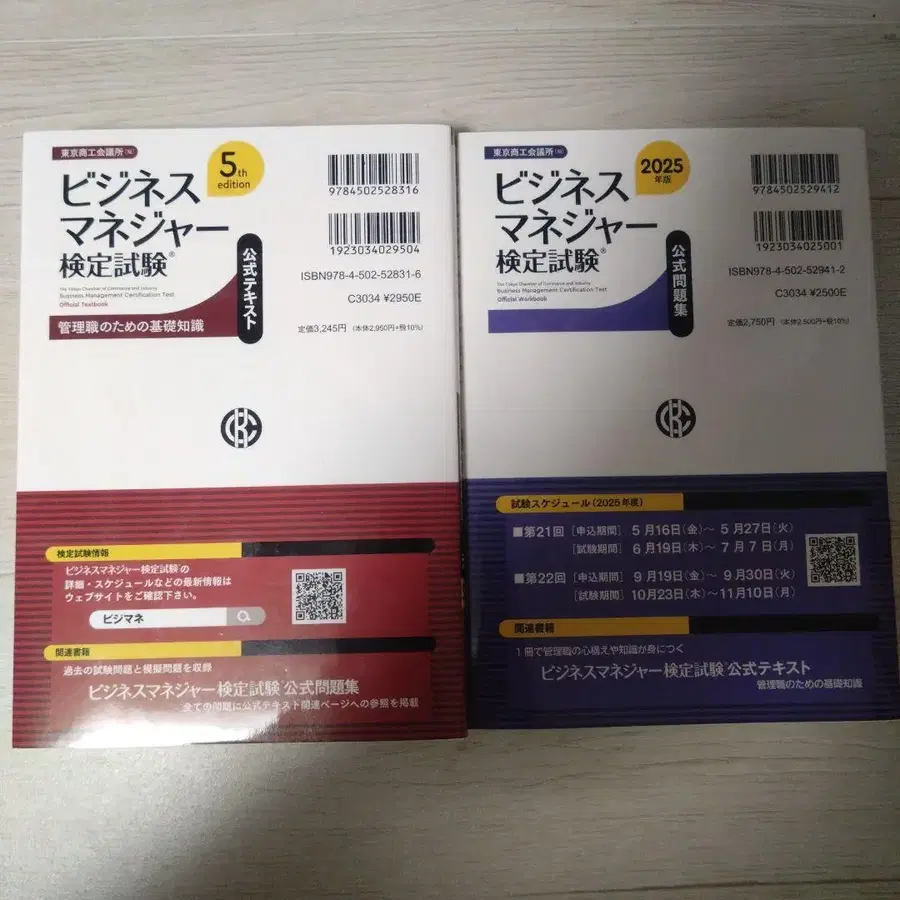 東京商工会議所 [編]
ビジネス
マネジャー
検定試験®
5th
edition
The Tokyo Chamber of Commerce and Industry
Business Management Certification Test
Official Textbook
公式テキスト
管理職のための基礎知識
9784502528316
1923034029504
ISBN978-4-502-52831-6
C3034 ¥2950E
定価3,245円 (本体2,950円+税10%)
検定試験情報
ビジネスマネジャー検定試験®の
詳細・スケジュールなどの最新情報は
ウェブサイトをご確認下さい。
ビジマネ
関連書籍
過去の試験問題と模擬問題を収録
ビジネスマネジャー検定試験®公式問題集
全ての問題に公式テキスト関連ページへの参照を掲載
東京商工会議所 [編]
ビジネス
マネジャー
検定試験®
2025
年版
The Tokyo Chamber of Commerce and Industry
Business Management Certification Test
Official Workbook
公式問題集
9784502529412
1923034025001
ISBN978-4-502-52941-2
C3034 ¥2500E
定価2,750円 (本体2,500円+税10%)
試験スケジュール(2025年度)
■第21回 [申込期間] 5月16日(金)~ 5月27日(火)
[試験期間] 6月19日(木)~ 7月7日(月)
■第22回 [申込期間] 9月19日(金)~ 9月30日(火)
[試験期間] 10月23日(木)~11月10日(月)
関連書籍
1冊で管理職の心構えや知識が身につく
ビジネスマネジャー検定試験®公式テキスト
管理職のための基礎知識